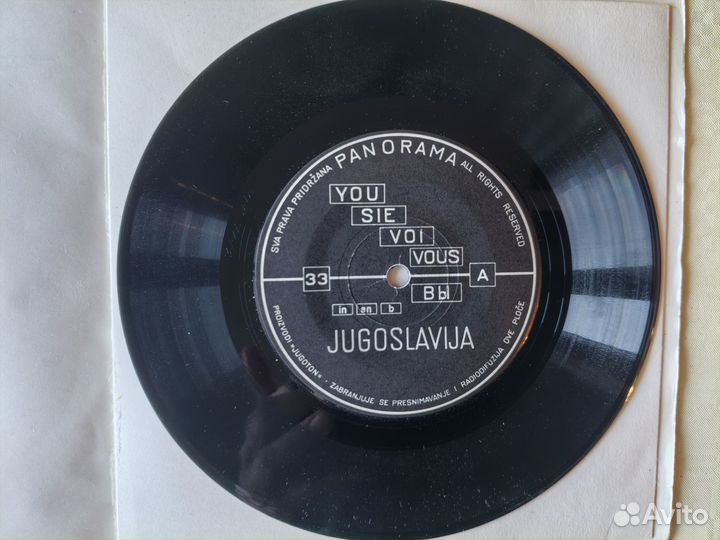 SVA PRAVA PRIDRŽANA PANORAMA ALL RIGHTS RESERVED
YOU
SIE
VOI
VOUS
33
A
Вы
in en в
JUGOSLAVIJA
PROIZVODI »JUGOTON« · ZABRANJUJE SE PRESNIMAVANJE I RADIODIFUZIJA OVE PLOČE
Avito